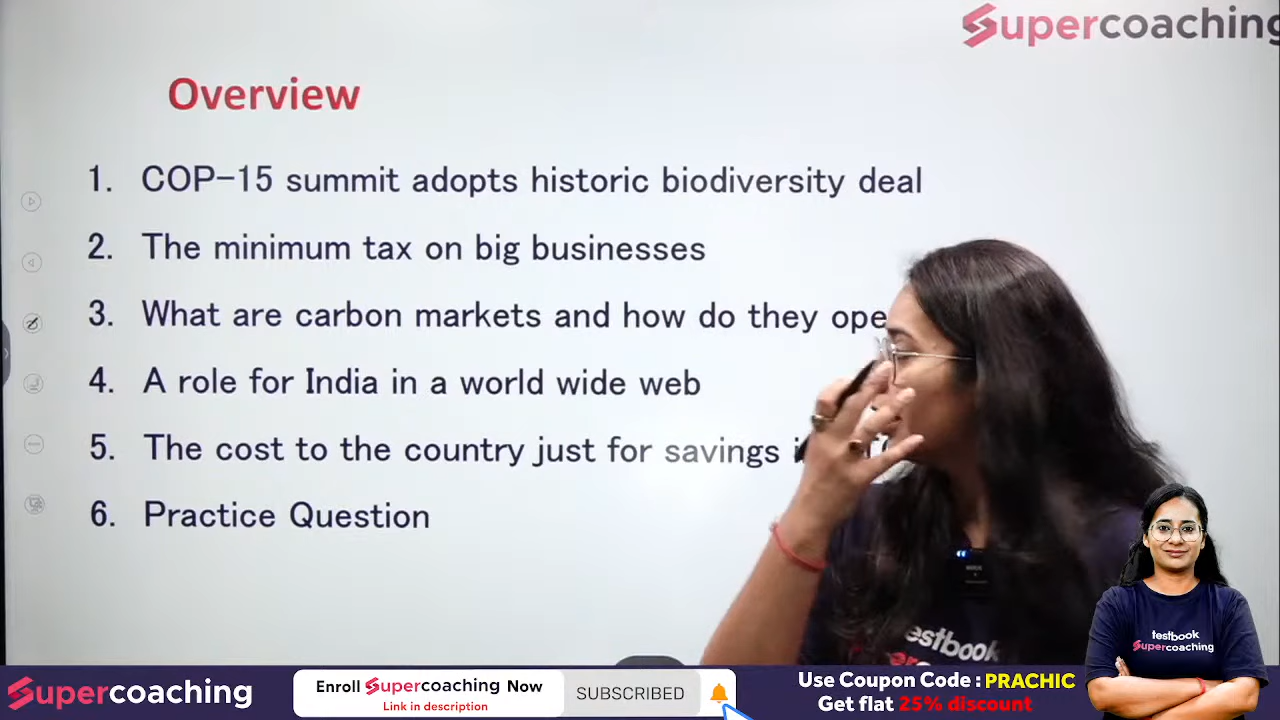 Supercoaching
Overview
1. COP-15 summit adopts historic biodiversity deal
2. The minimum tax on big businesses
3. What are carbon markets and how do they ope
4. A role for India in a world wide web
5. The cost to the country just for savings
6. Practice Question
estbook
testbook
Supercoaching
Supercoaching
Enroll Supercoaching Now
Link in description
SUBSCRIBED
Use Coupon Code : PRACHIC
Get flat 25% discount